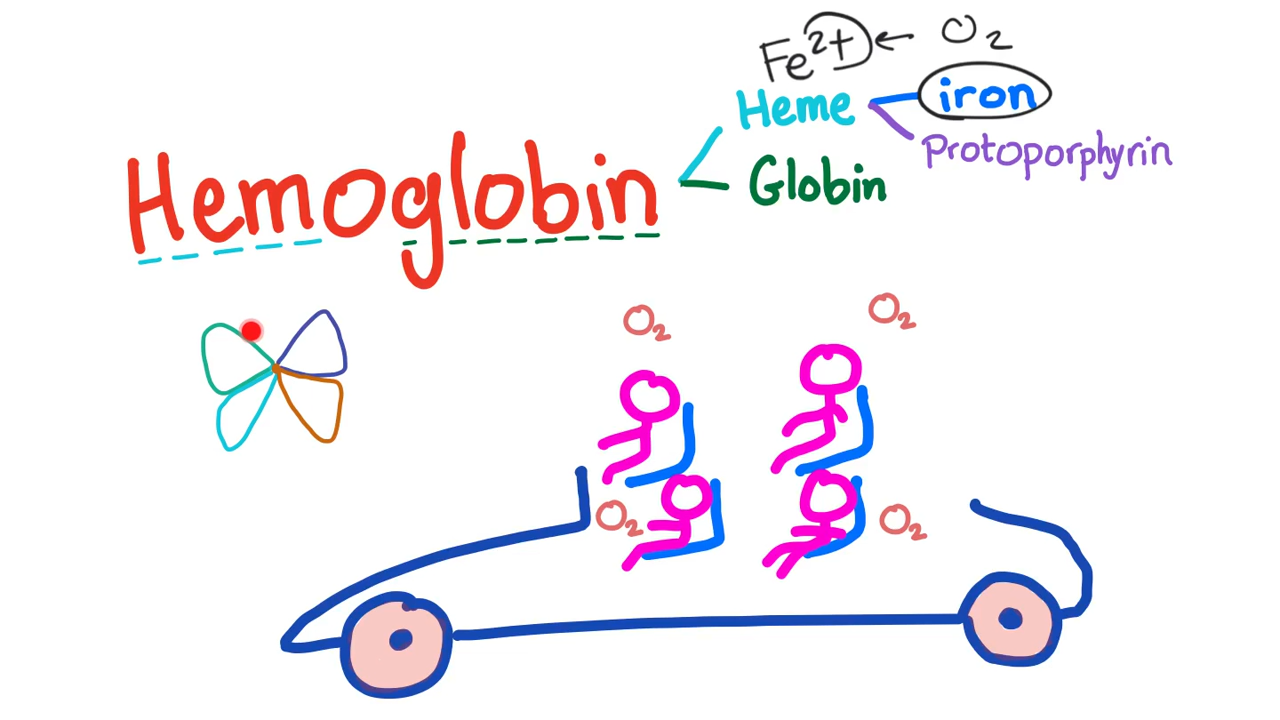 Fe2+ ← O2
Heme
iron
Protoporphyrin
Hemoglobin
Globin
O2
O2
O2
O2